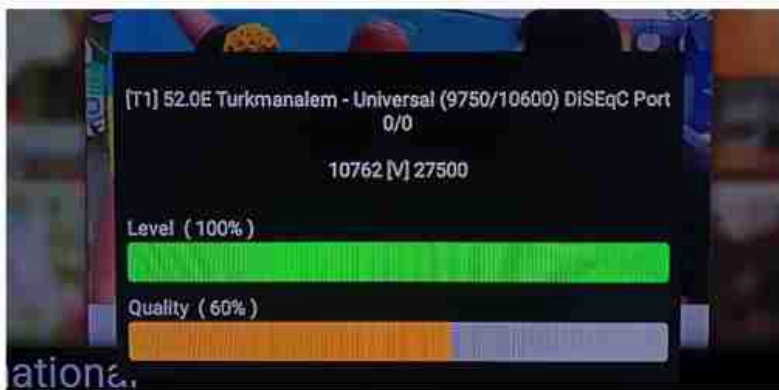 [T1] 52.0E Turkmanalem - Universal (9750/10600) DiSEqC Port
0/0
10762 [V] 27500
Level ( 100% )
Quality ( 60% )